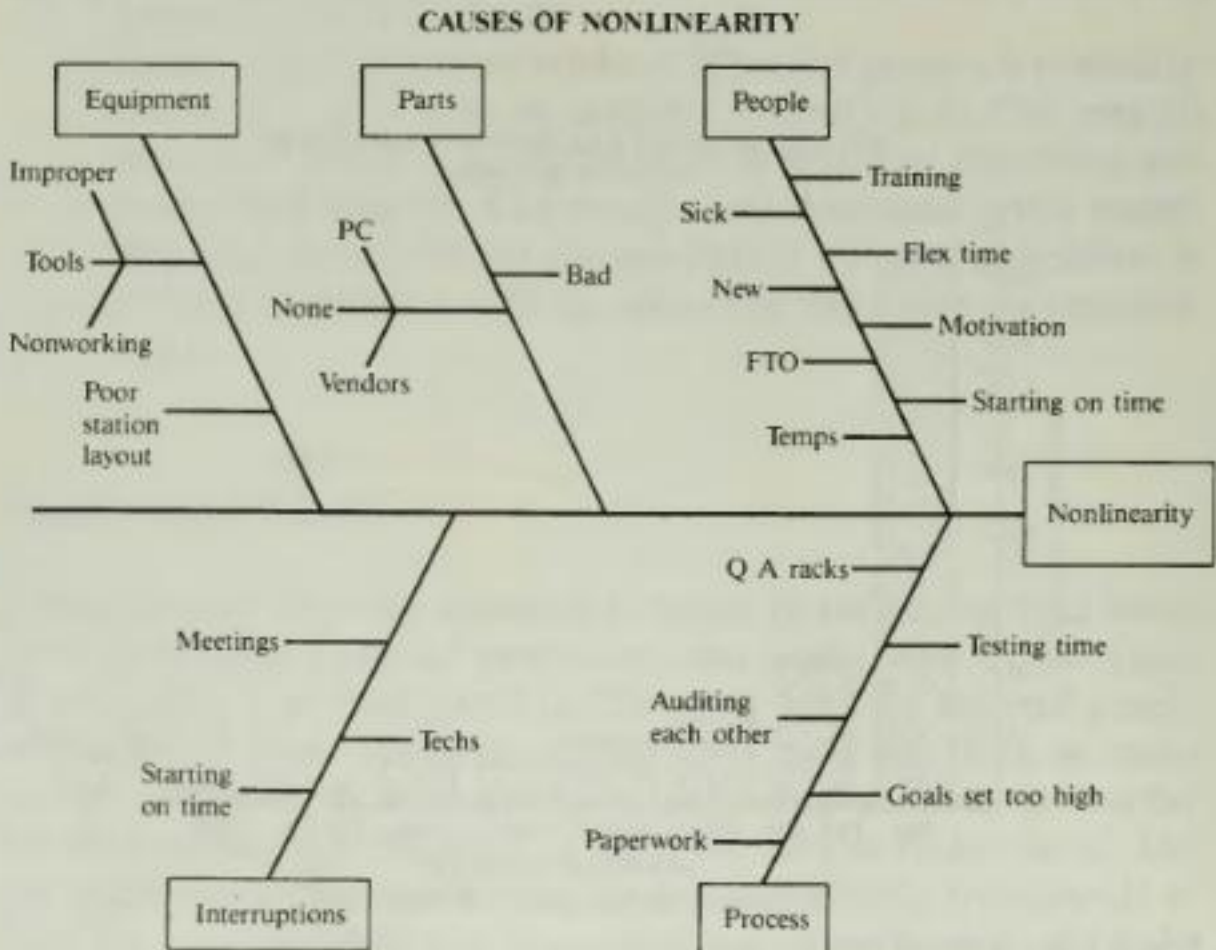 CAUSES OF NONLINEARITY
Equipment
Parts
People
Improper
Tools
Nonworking
Poor
station
layout
PC
None
Vendors
Bad
Training
Sick
Flex time
New
Motivation
FTO
Starting on time
Temps
Nonlinearity
Q A racks
Meetings
Testing time
Auditing
each other
Techs
Starting
on time
Goals set too high
Paperwork
Interruptions
Process